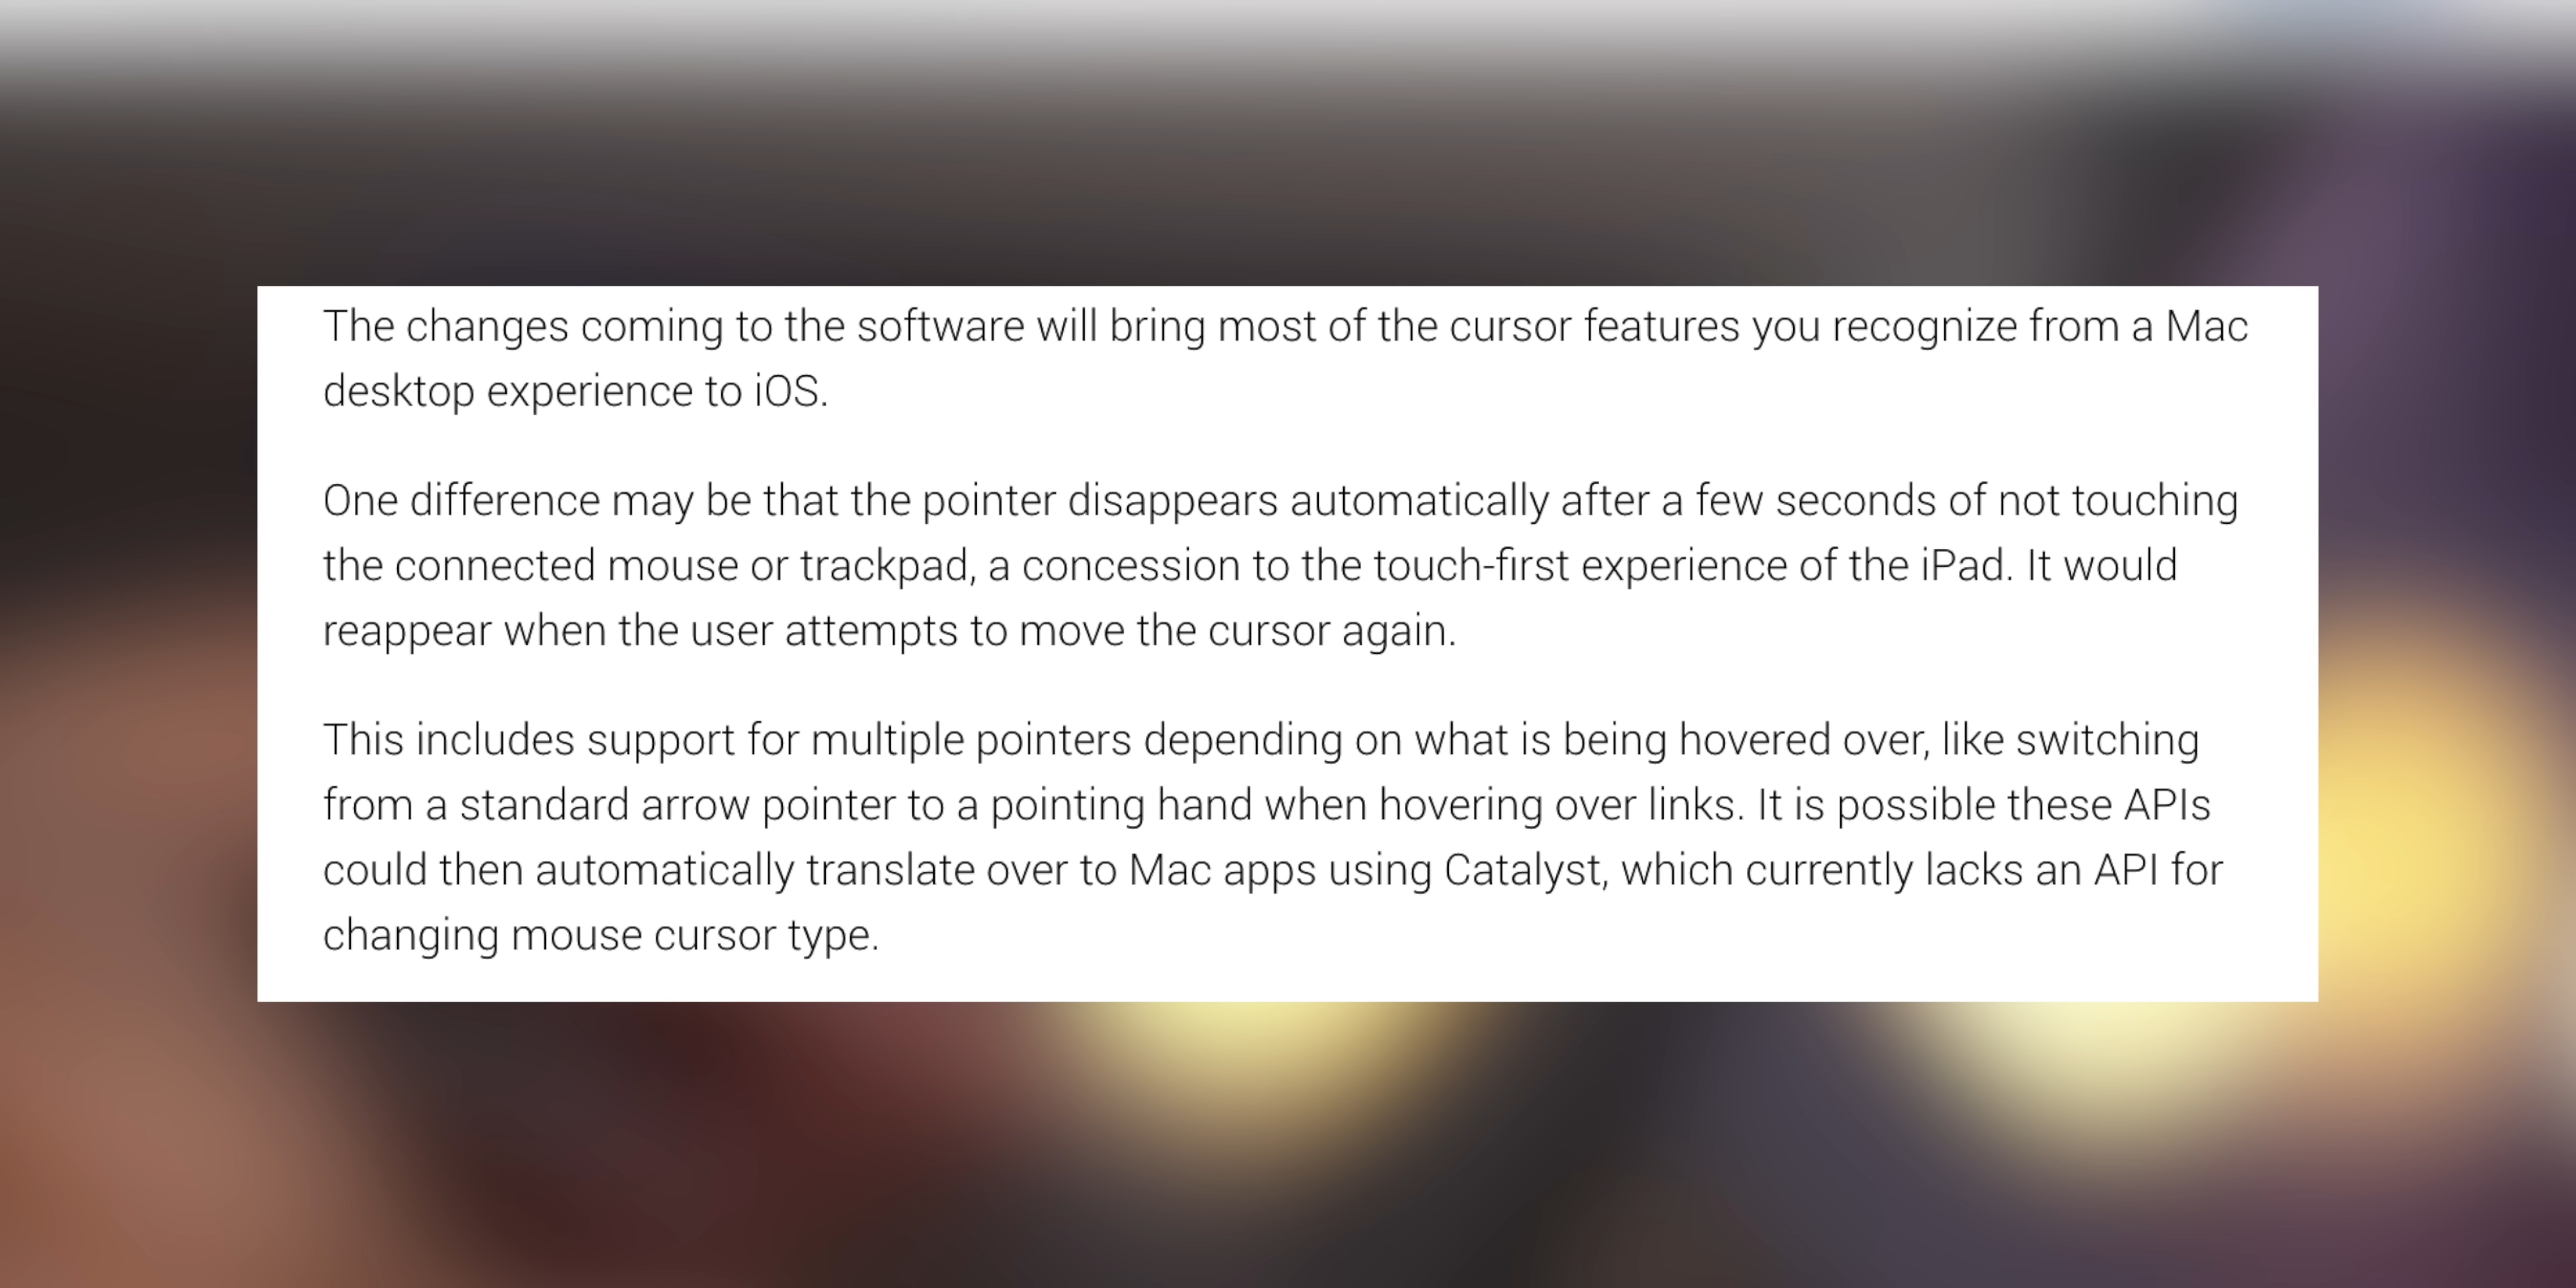 The changes coming to the software will bring most of the cursor features you recognize from a Mac
desktop experience to iOS.
One difference may be that the pointer disappears automatically after a few seconds of not touching
the connected mouse or trackpad, a concession to the touch-first experience of the iPad. It would
reappear when the user attempts to move the cursor again.
This includes support for multiple pointers depending on what is being hovered over, like switching
from a standard arrow pointer to a pointing hand when hovering over links. It is possible these APIs
could then automatically translate over to Mac apps using Catalyst, which currently lacks an API for
changing mouse cursor type.